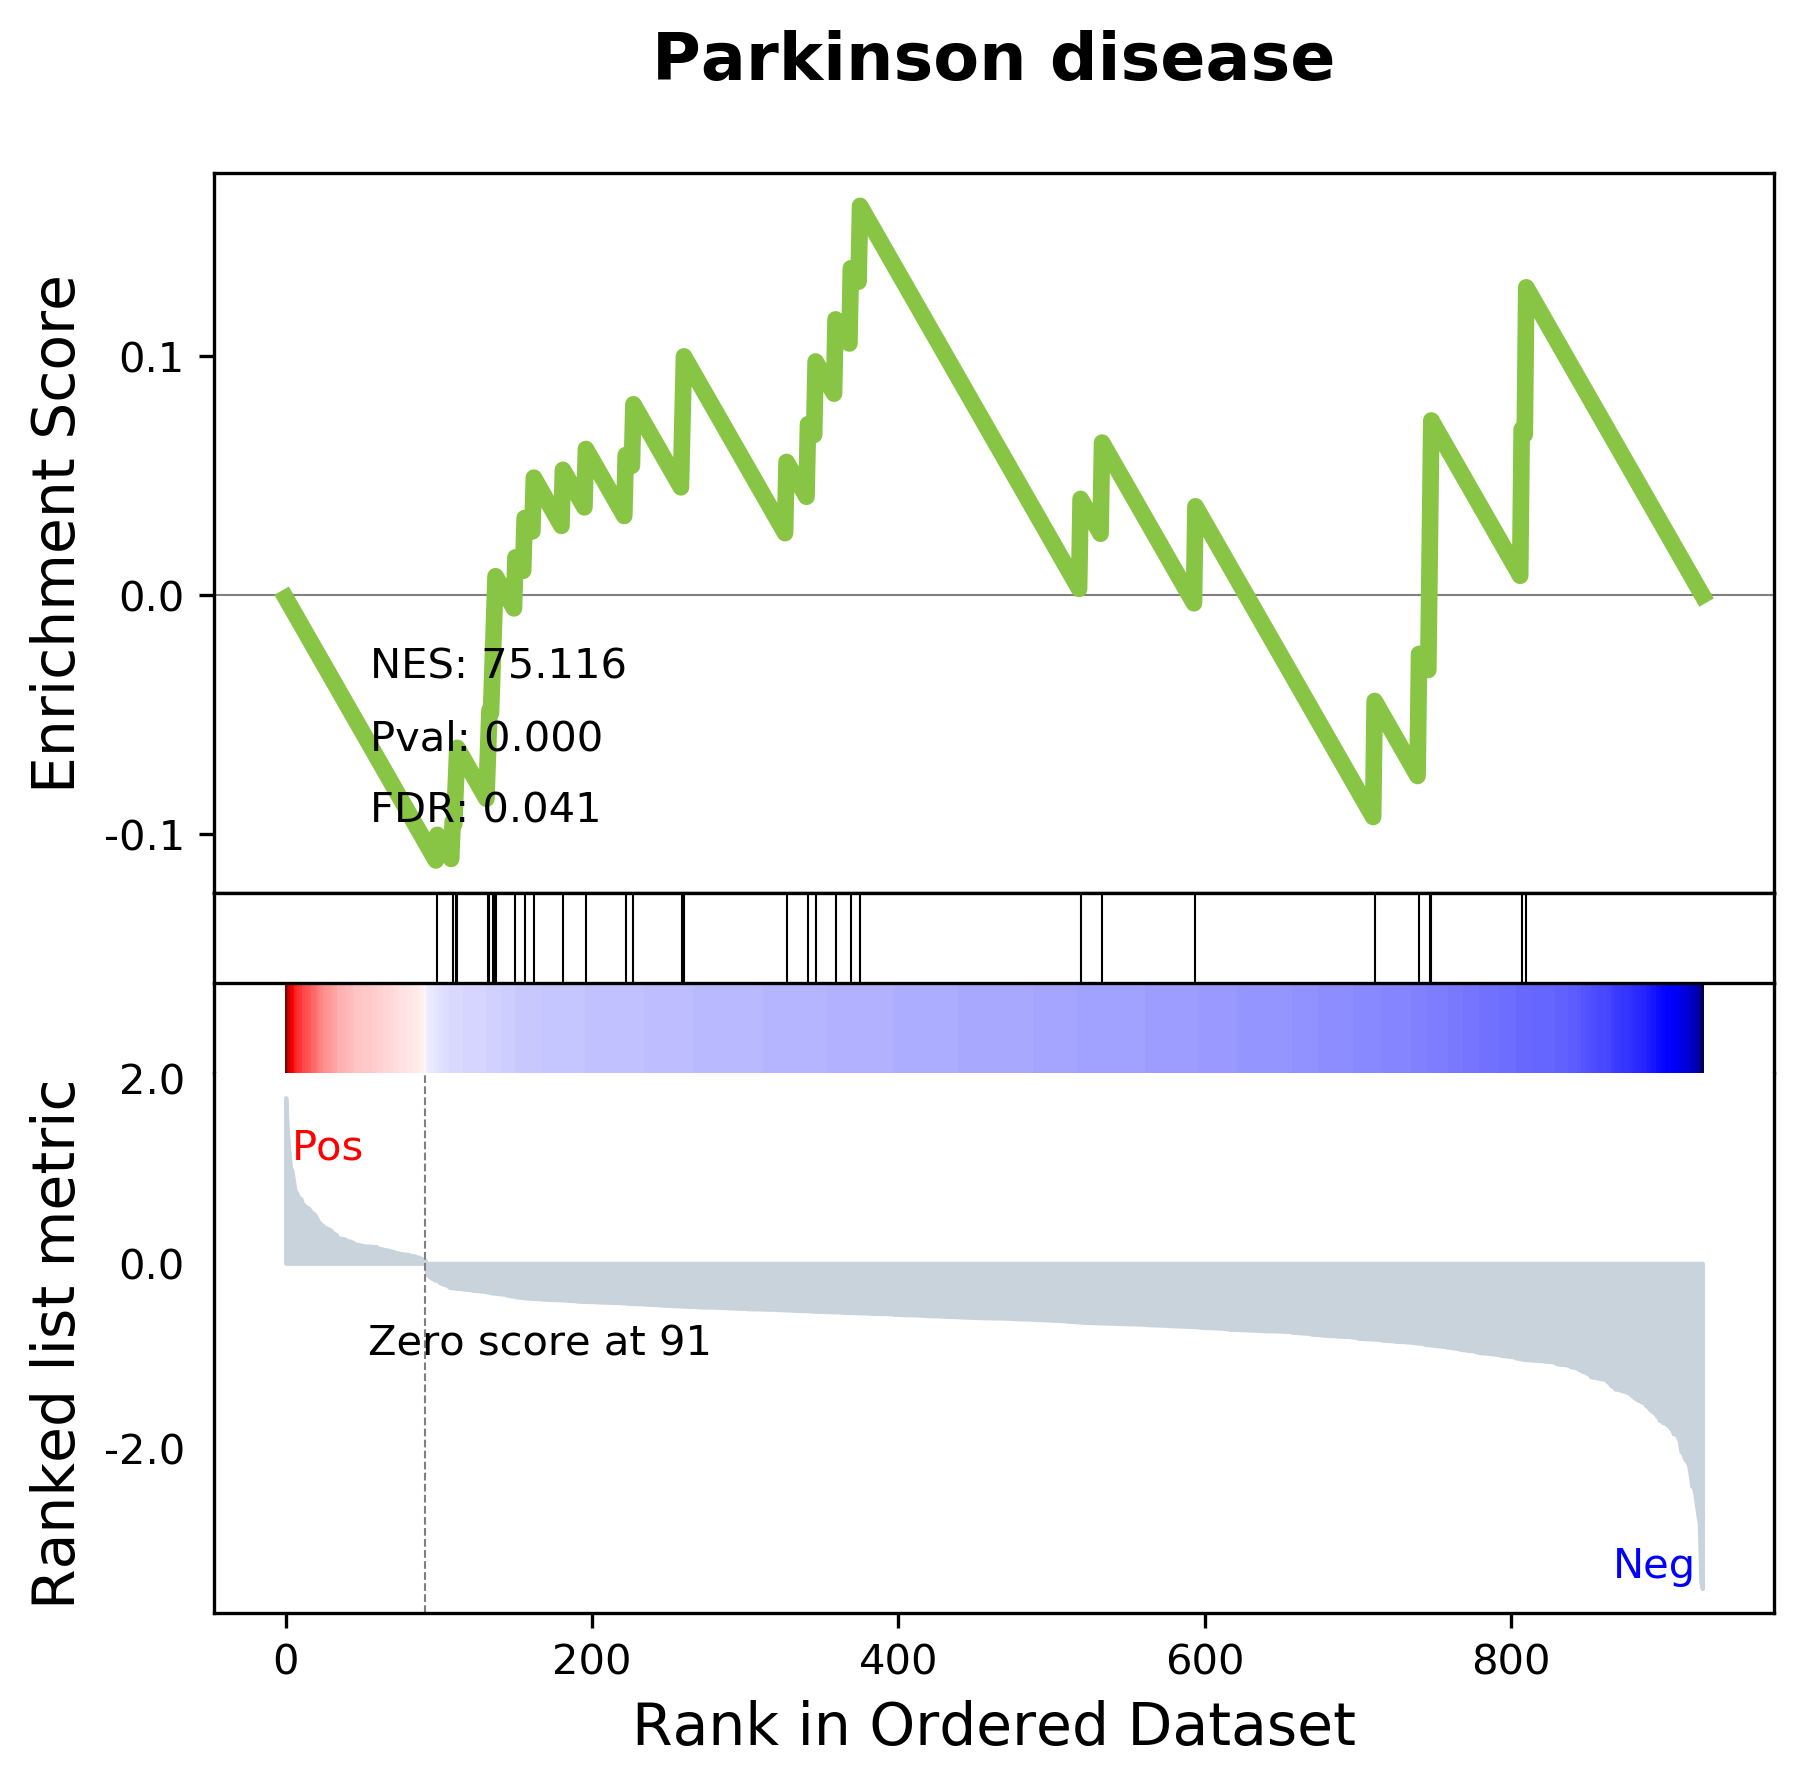 Parkinson disease
Enrichment Score
0.1
0.0
-0.1
NES: 75.116
Pval: 0.000
FDR: 0.041
Ranked list metric
2.0
0.0
-2.0
Pos
Zero score at 91
Neg
0 200 400 600 800
Rank in Ordered Dataset